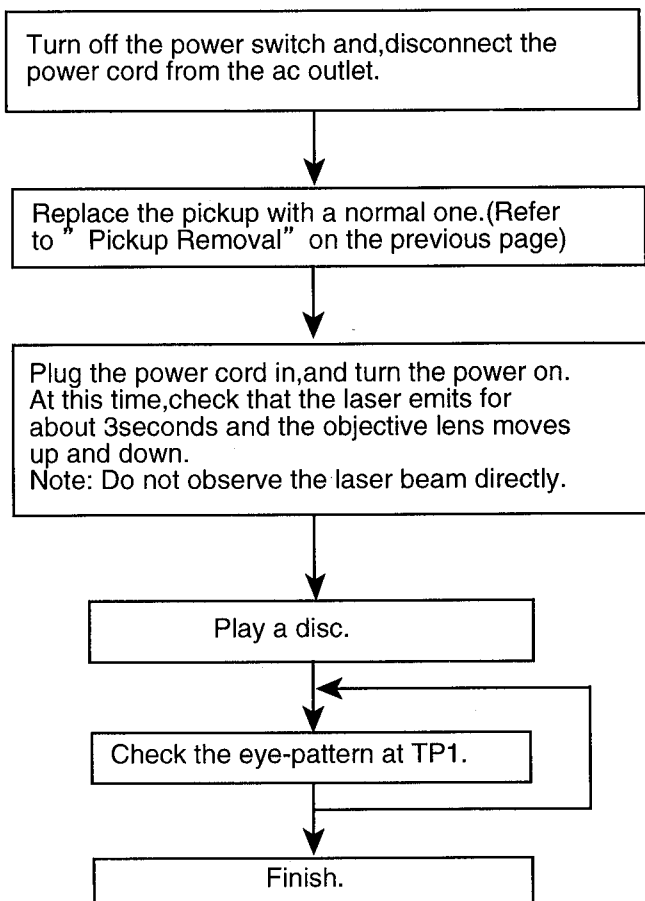 Turn off the power switch and,disconnect the
power cord from the ac outlet.
Replace the pickup with a normal one.(Refer
to ” Pickup Removal” on the previous page)
Plug the power cord in,and turn the power on.
At this time,check that the laser emits for
about 3seconds and the objective lens moves
up and down.
Note: Do not observe the laser beam directly.
Play a disc.
Check the eye-pattern at TP1.
Finish.